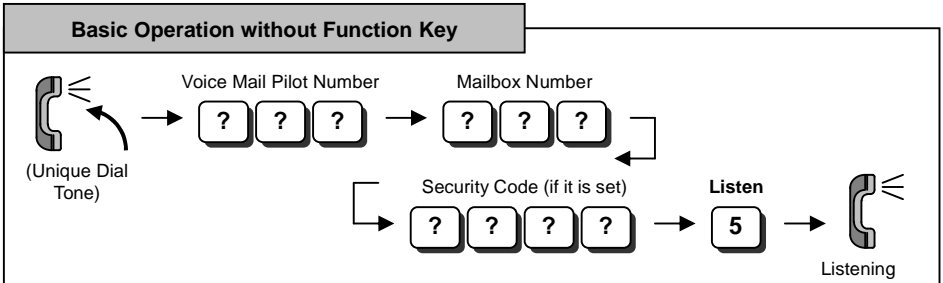 Basic Operation without Function Key
Voice Mail Pilot Number
Mailbox Number
? ? ?
? ? ?
(Unique Dial
Tone)
Security Code (if it is set)
Listen
? ? ? ?
5
Listening